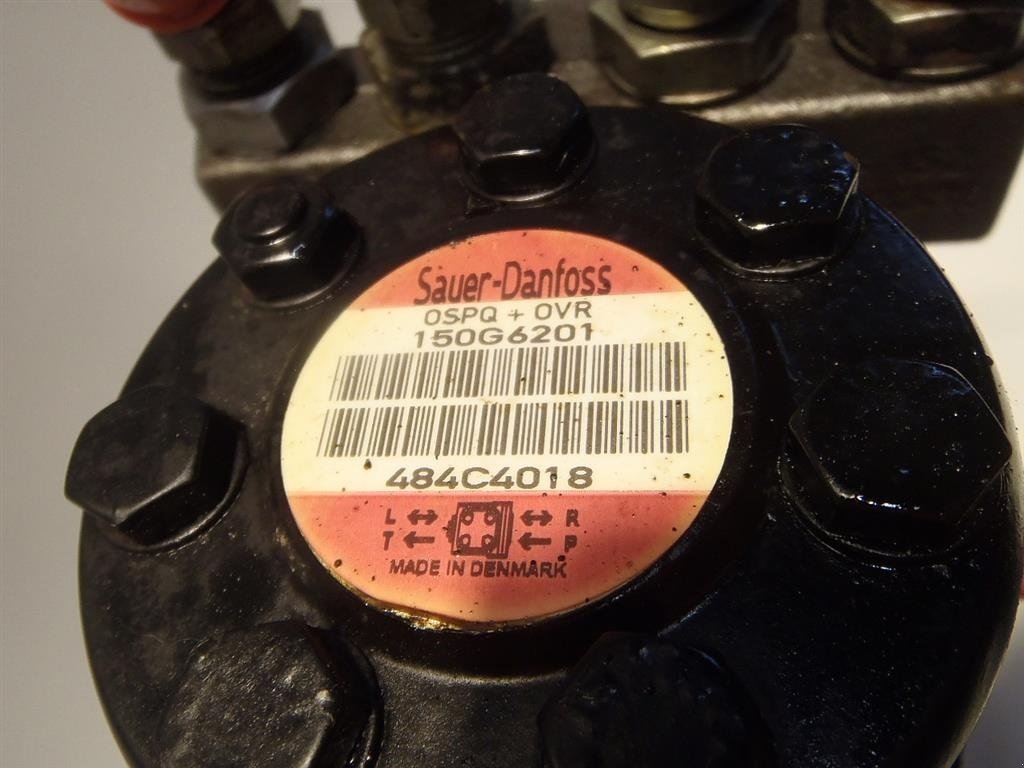 Sauer-Danfoss
OSPQ + OVR
150G6201
484C4018
L R
T P
MADE IN DENMARK